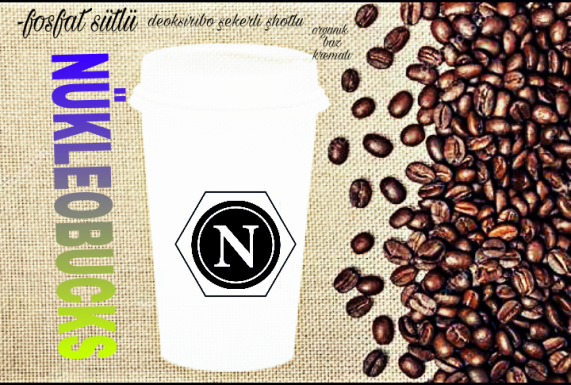 -fosfat sütlü
deoksiribo şekerli shotlu
organik
baz
kremalı
NÜKLEOBUCKS
N